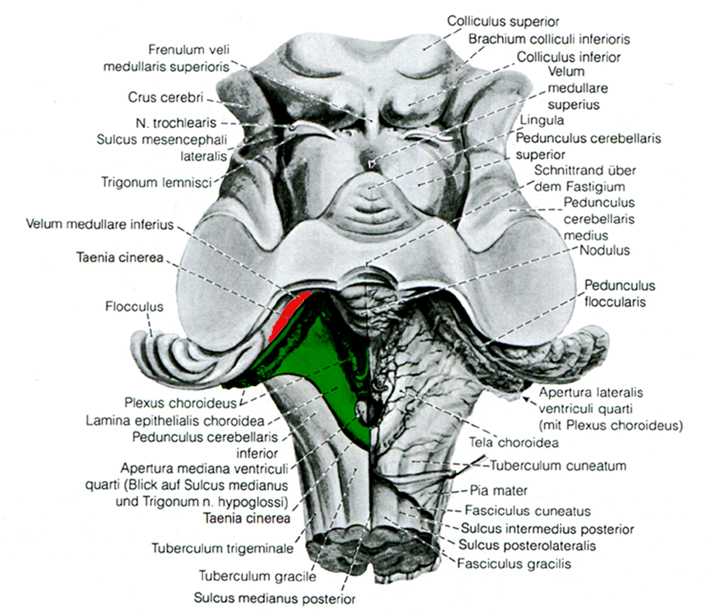 Colliculus superior
Brachium colliculi inferioris
Colliculus inferior
Velum
medullare
superius
Lingula
Pedunculus cerebellaris
superior
Schnittrand über
dem Fastigium
Pedunculus
cerebellaris
medius
Nodulus
Pedunculus
floccularis
Apertura lateralis
ventriculi quarti
(mit Plexus choroideus)
Tela choroidea
Tuberculum cuneatum
Pia mater
Fasciculus cuneatus
Sulcus intermedius posterior
Sulcus posterolateralis
Fasciculus gracilis
Frenulum veli
medullaris superioris
Crus cerebri
N. trochlearis
Sulcus mesencephali
lateralis
Trigonum lemnisci
Velum medullare inferius
Taenia cinerea
Flocculus
Plexus choroideus
Lamina epithelialis choroidea
Pedunculus cerebellaris
inferior
Apertura mediana ventriculi
quarti (Blick auf Sulcus medianus
und Trigonum n. hypoglossi)
Taenia cinerea
Tuberculum trigeminale
Tuberculum gracile
Sulcus medianus posterior